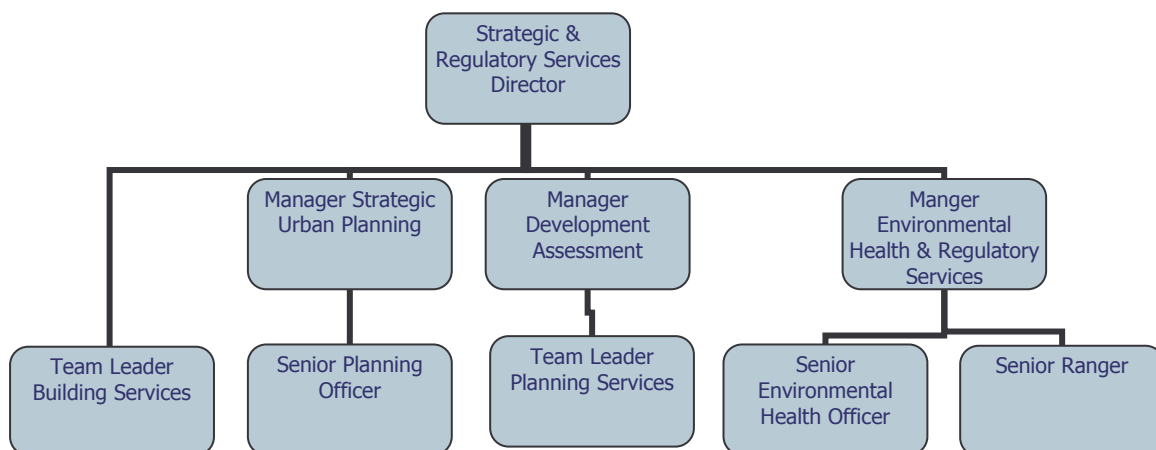 Strategic &
Regulatory Services
Director
Manager Strategic
Urban Planning
Manager
Development
Assessment
Manger
Environmental
Health & Regulatory
Services
Team Leader
Building Services
Senior Planning
Officer
Team Leader
Planning Services
Senior
Environmental
Health Officer
Senior Ranger